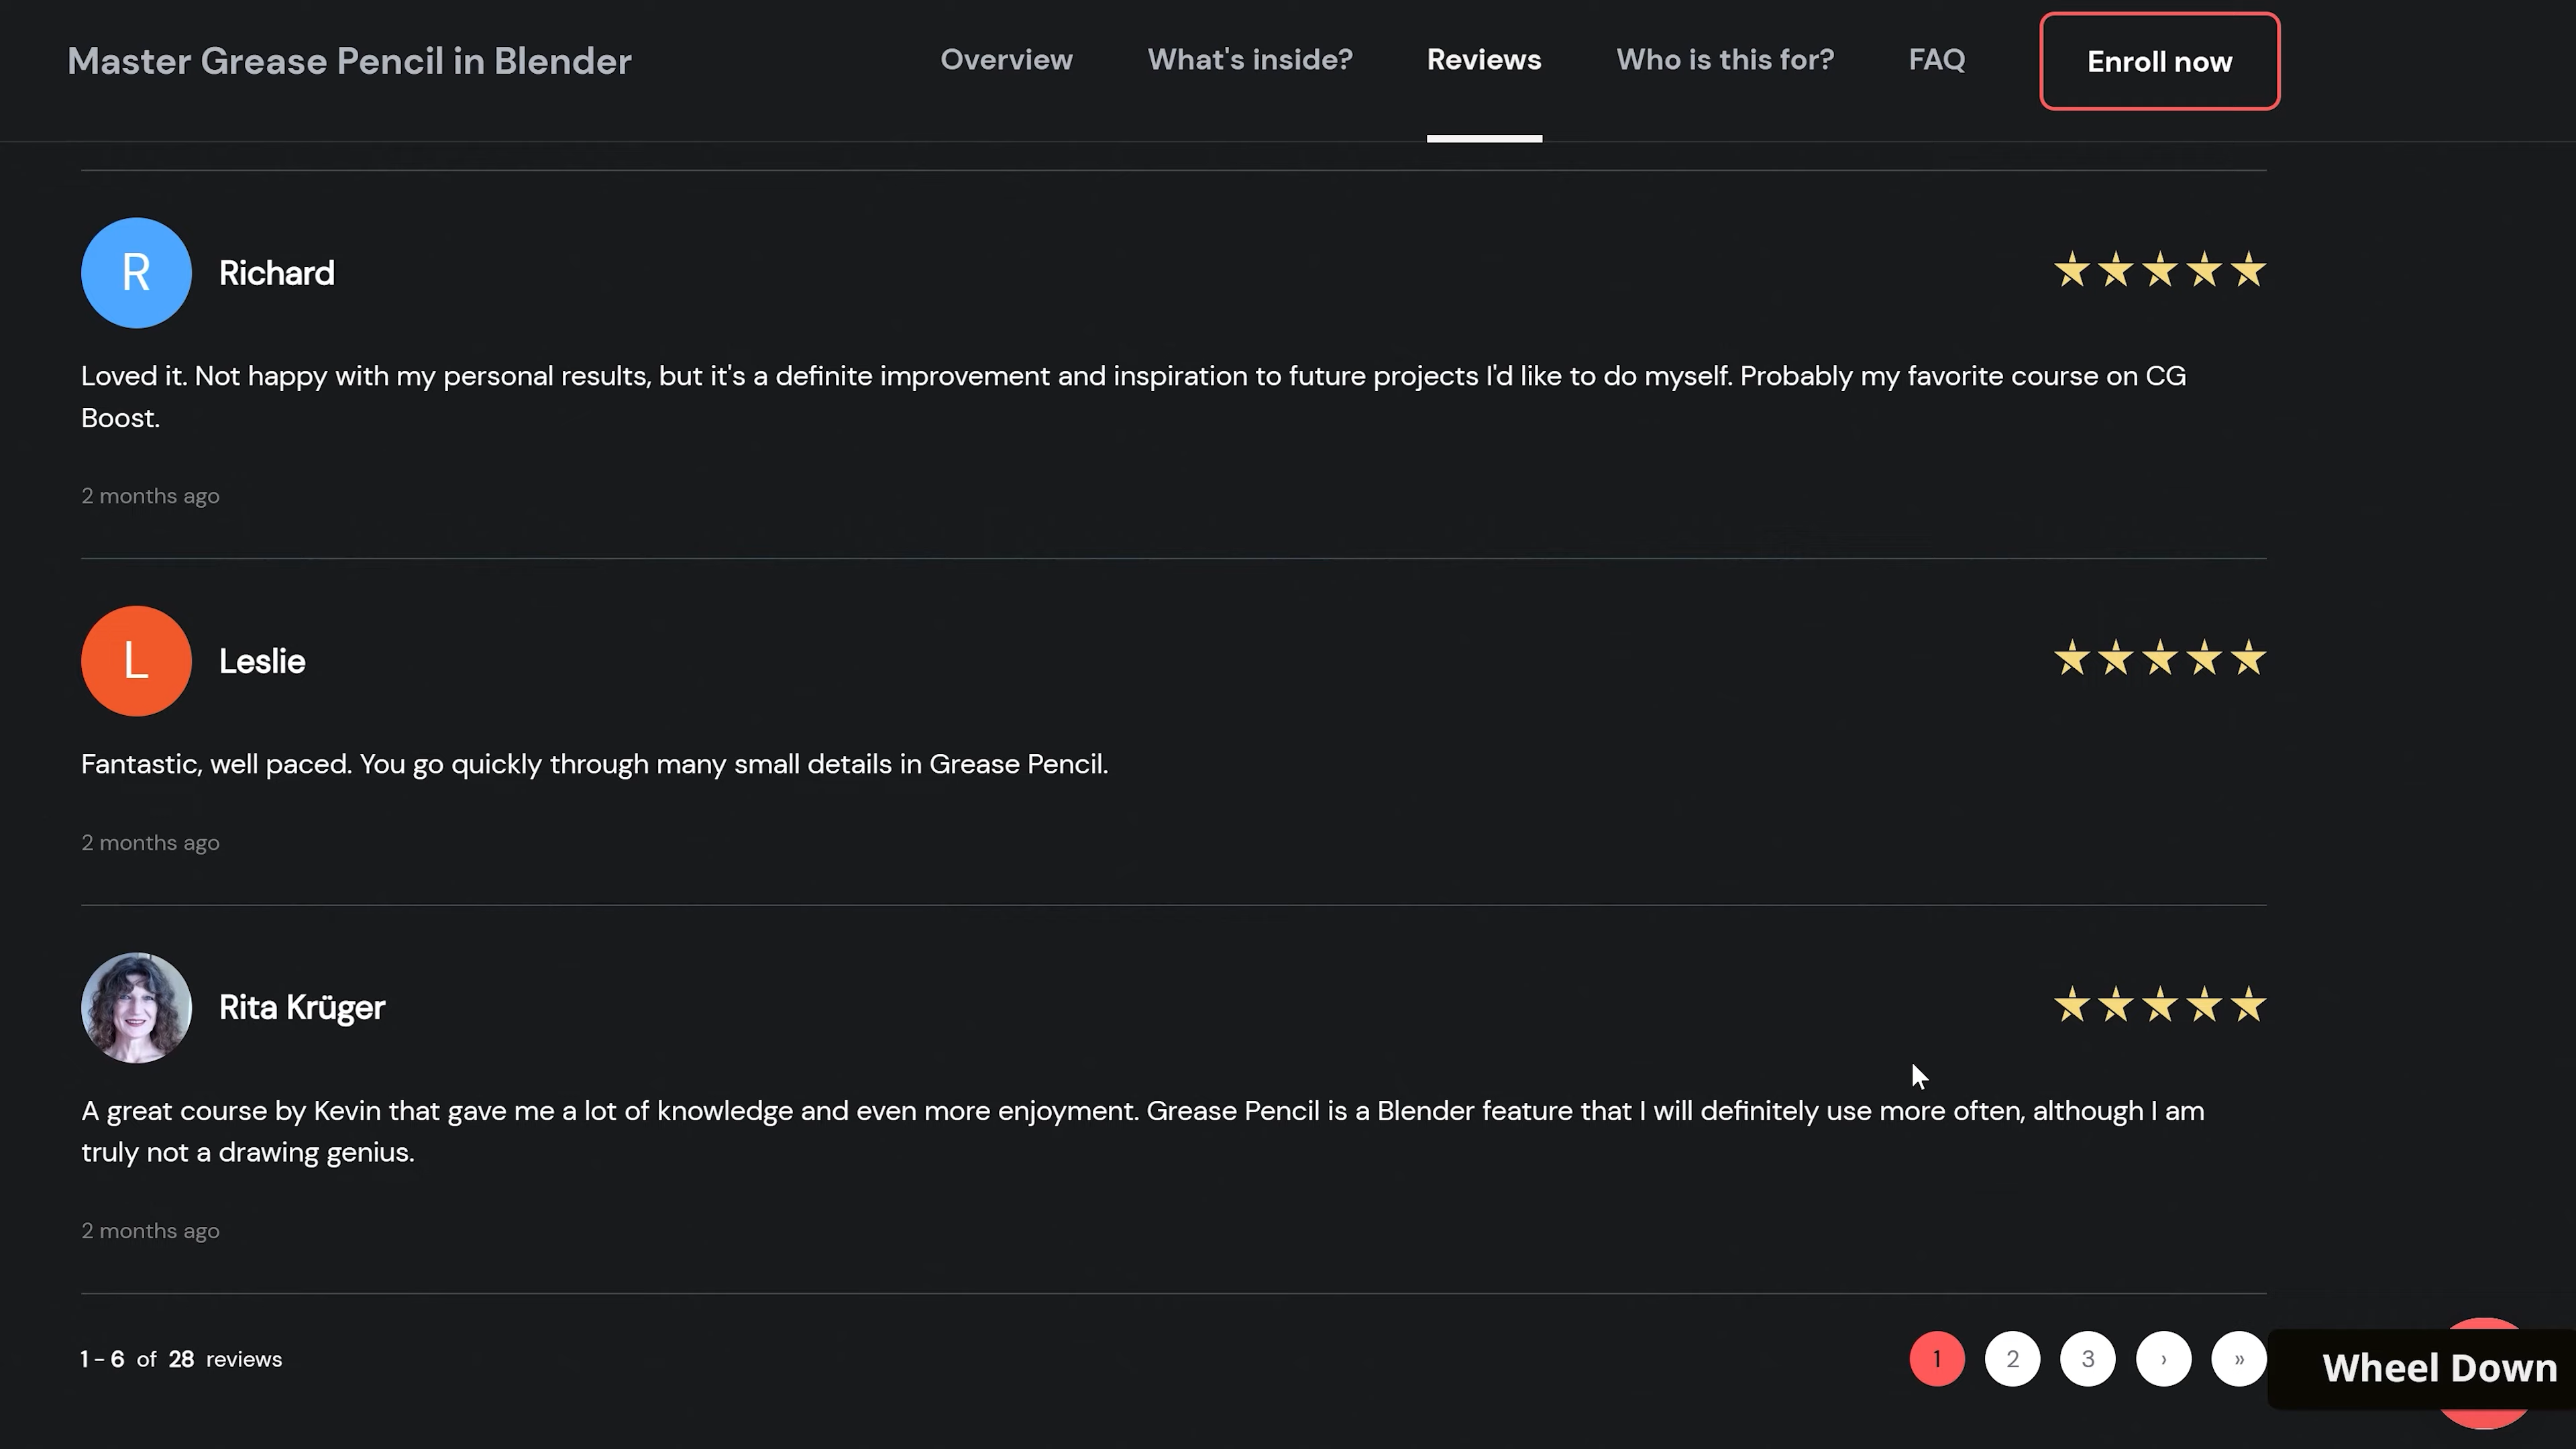 Master Grease Pencil in Blender
Overview
What's inside?
Reviews
Who is this for?
FAQ
Enroll now
R
Richard
Loved it. Not happy with my personal results, but it's a definite improvement and inspiration to future projects I'd like to do myself. Probably my favorite course on CG
Boost.
2 months ago
L
Leslie
Fantastic, well paced. You go quickly through many small details in Grease Pencil.
2 months ago
Rita Krüger
A great course by Kevin that gave me a lot of knowledge and even more enjoyment. Grease Pencil is a Blender feature that I will definitely use more often, although I am
truly not a drawing genius.
2 months ago
1 - 6 of 28 reviews
1 2 3 › »
Wheel Down